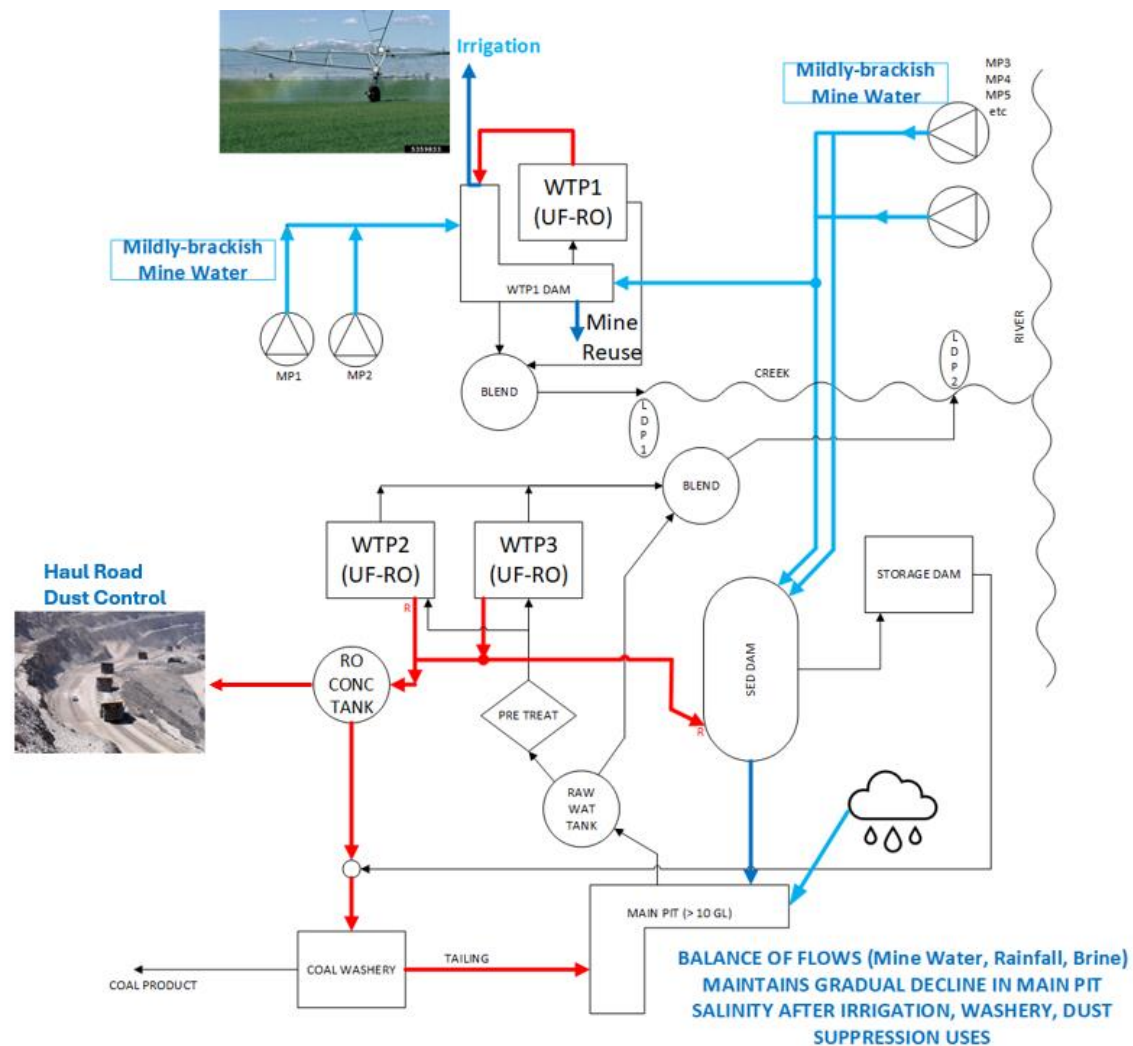 Irrigation
5359833
Mildly-brackish
Mine Water
MP3
MP4
MP5
etc
WTP1
(UF-RO)
Mildly-brackish
Mine Water
WTP1 DAM
Mine
Reuse
MP1
MP2
BLEND
CREEK
LDP1
LDP2
RIVER
BLEND
WTP2
(UF-RO)
WTP3
(UF-RO)
R
STORAGE DAM
Haul Road
Dust Control
RO
CONC
TANK
SED DAM
PRE TREAT
R
RAW
WAT
TANK
MAIN PIT (> 10 GL)
COAL WASHERY
TAILING
COAL PRODUCT
BALANCE OF FLOWS (Mine Water, Rainfall, Brine)
MAINTAINS GRADUAL DECLINE IN MAIN PIT
SALINITY AFTER IRRIGATION, WASHERY, DUST
SUPPRESSION USES